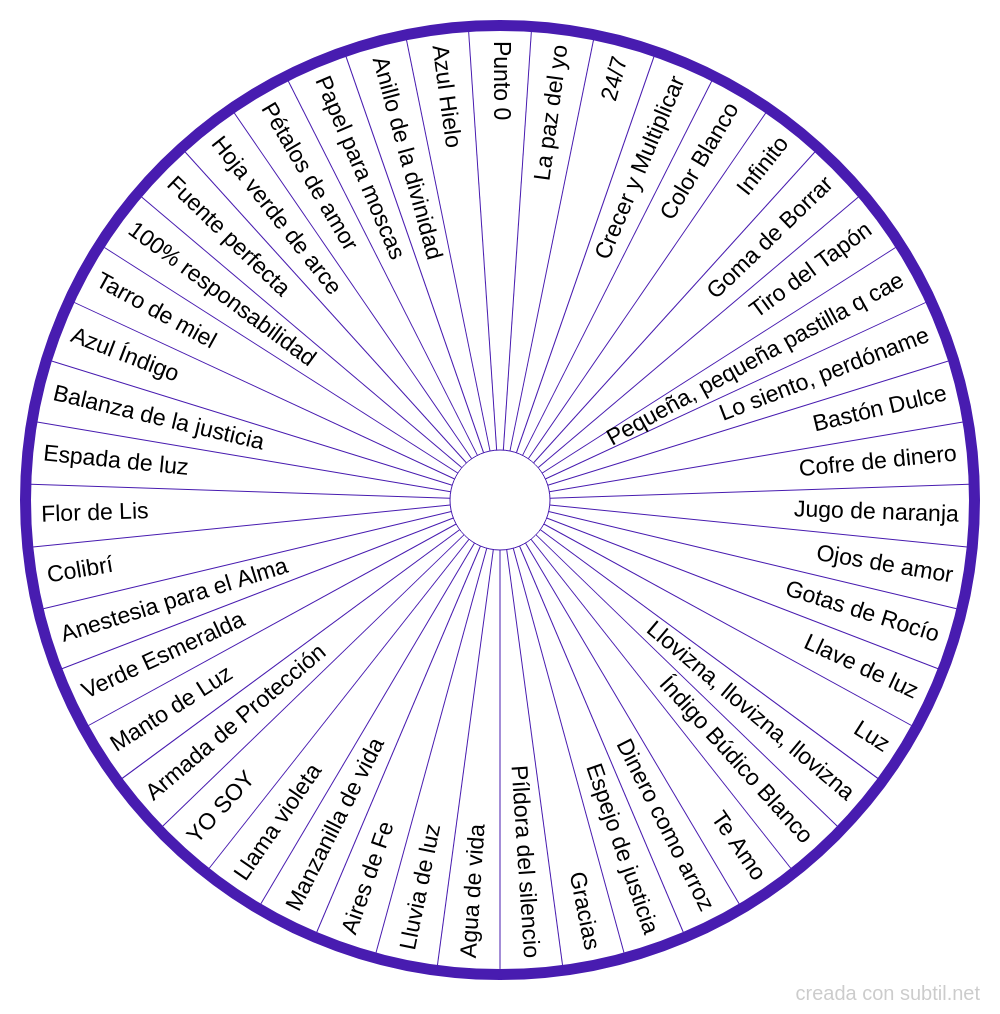 Punto 0
La paz del yo
24/7
Crecer y Multiplicar
Color Blanco
Infinito
Goma de Borrar
Tiro del Tapón
Pequeña, pequeña pastilla q cae
Lo siento, perdóname
Bastón Dulce
Cofre de dinero
Jugo de naranja
Ojos de amor
Gotas de Rocío
Llave de luz
Luz
Llovizna, llovizna, llovizna
Índigo Búdico Blanco
Te Amo
Dinero como arroz
Espejo de justicia
Gracias
Píldora del silencio
Agua de vida
Lluvia de luz
Aires de Fe
Manzanilla de vida
Llama violeta
YO SOY
Armada de Protección
Manto de Luz
Verde Esmeralda
Anestesia para el Alma
Colibrí
Flor de Lis
Espada de luz
Balanza de la justicia
Azul Índigo
Tarro de miel
100% responsabilidad
Fuente perfecta
Hoja verde de arce
Pétalos de amor
Papel para moscas
Anillo de la divinidad
Azul Hielo
creada con subtil.net